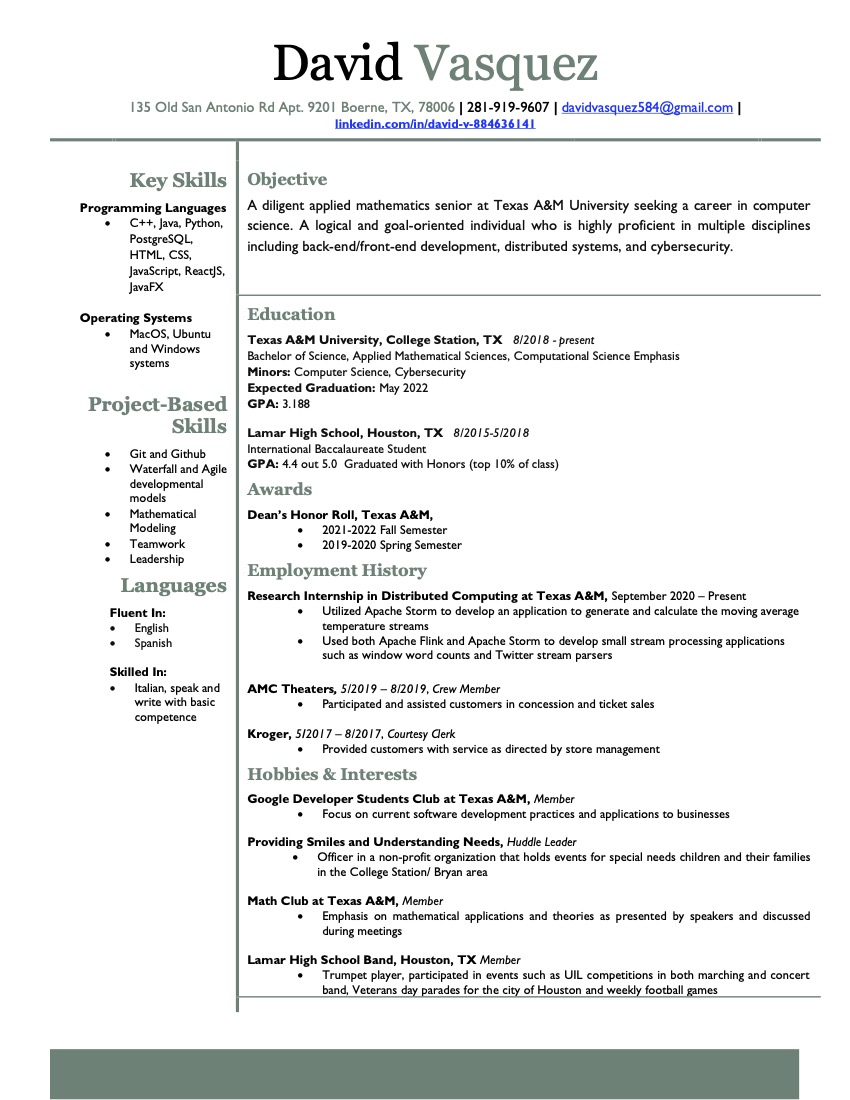 David Vasquez
135 Old San Antonio Rd Apt. 9201 Boerne, TX, 78006 | 281-919-9607 | davidvasquez584@gmail.com |
linkedin.com/in/david-v-884636141
Key Skills
Programming Languages
• C++, Java, Python,
PostgreSQL,
HTML, CSS,
JavaScript, ReactJS,
JavaFX
Operating Systems
• MacOS, Ubuntu
and Windows
systems
Project-Based
Skills
• Git and Github
• Waterfall and Agile
developmental
models
• Mathematical
Modeling
• Teamwork
• Leadership
Languages
Fluent In:
• English
• Spanish
Skilled In:
• Italian, speak and
write with basic
competence
Objective
A diligent applied mathematics senior at Texas A&M University seeking a career in computer
science. A logical and goal-oriented individual who is highly proficient in multiple disciplines
including back-end/front-end development, distributed systems, and cybersecurity.
Education
Texas A&M University, College Station, TX 8/2018 - present
Bachelor of Science, Applied Mathematical Sciences, Computational Science Emphasis
Minors: Computer Science, Cybersecurity
Expected Graduation: May 2022
GPA: 3.188
Lamar High School, Houston, TX 8/2015-5/2018
International Baccalaureate Student
GPA: 4.4 out 5.0 Graduated with Honors (top 10% of class)
Awards
Dean's Honor Roll, Texas A&M,
• 2021-2022 Fall Semester
• 2019-2020 Spring Semester
Employment History
Research Internship in Distributed Computing at Texas A&M, September 2020 – Present
• Utilized Apache Storm to develop an application to generate and calculate the moving average
temperature streams
• Used both Apache Flink and Apache Storm to develop small stream processing applications
such as window word counts and Twitter stream parsers
AMC Theaters, 5/2019 – 8/2019, Crew Member
• Participated and assisted customers in concession and ticket sales
Kroger, 5/2017 – 8/2017, Courtesy Clerk
• Provided customers with service as directed by store management
Hobbies & Interests
Google Developer Students Club at Texas A&M, Member
• Focus on current software development practices and applications to businesses
Providing Smiles and Understanding Needs, Huddle Leader
• Officer in a non-profit organization that holds events for special needs children and their families
in the College Station/ Bryan area
Math Club at Texas A&M, Member
• Emphasis on mathematical applications and theories as presented by speakers and discussed
during meetings
Lamar High School Band, Houston, TX Member
• Trumpet player, participated in events such as UIL competitions in both marching and concert
band, Veterans day parades for the city of Houston and weekly football games